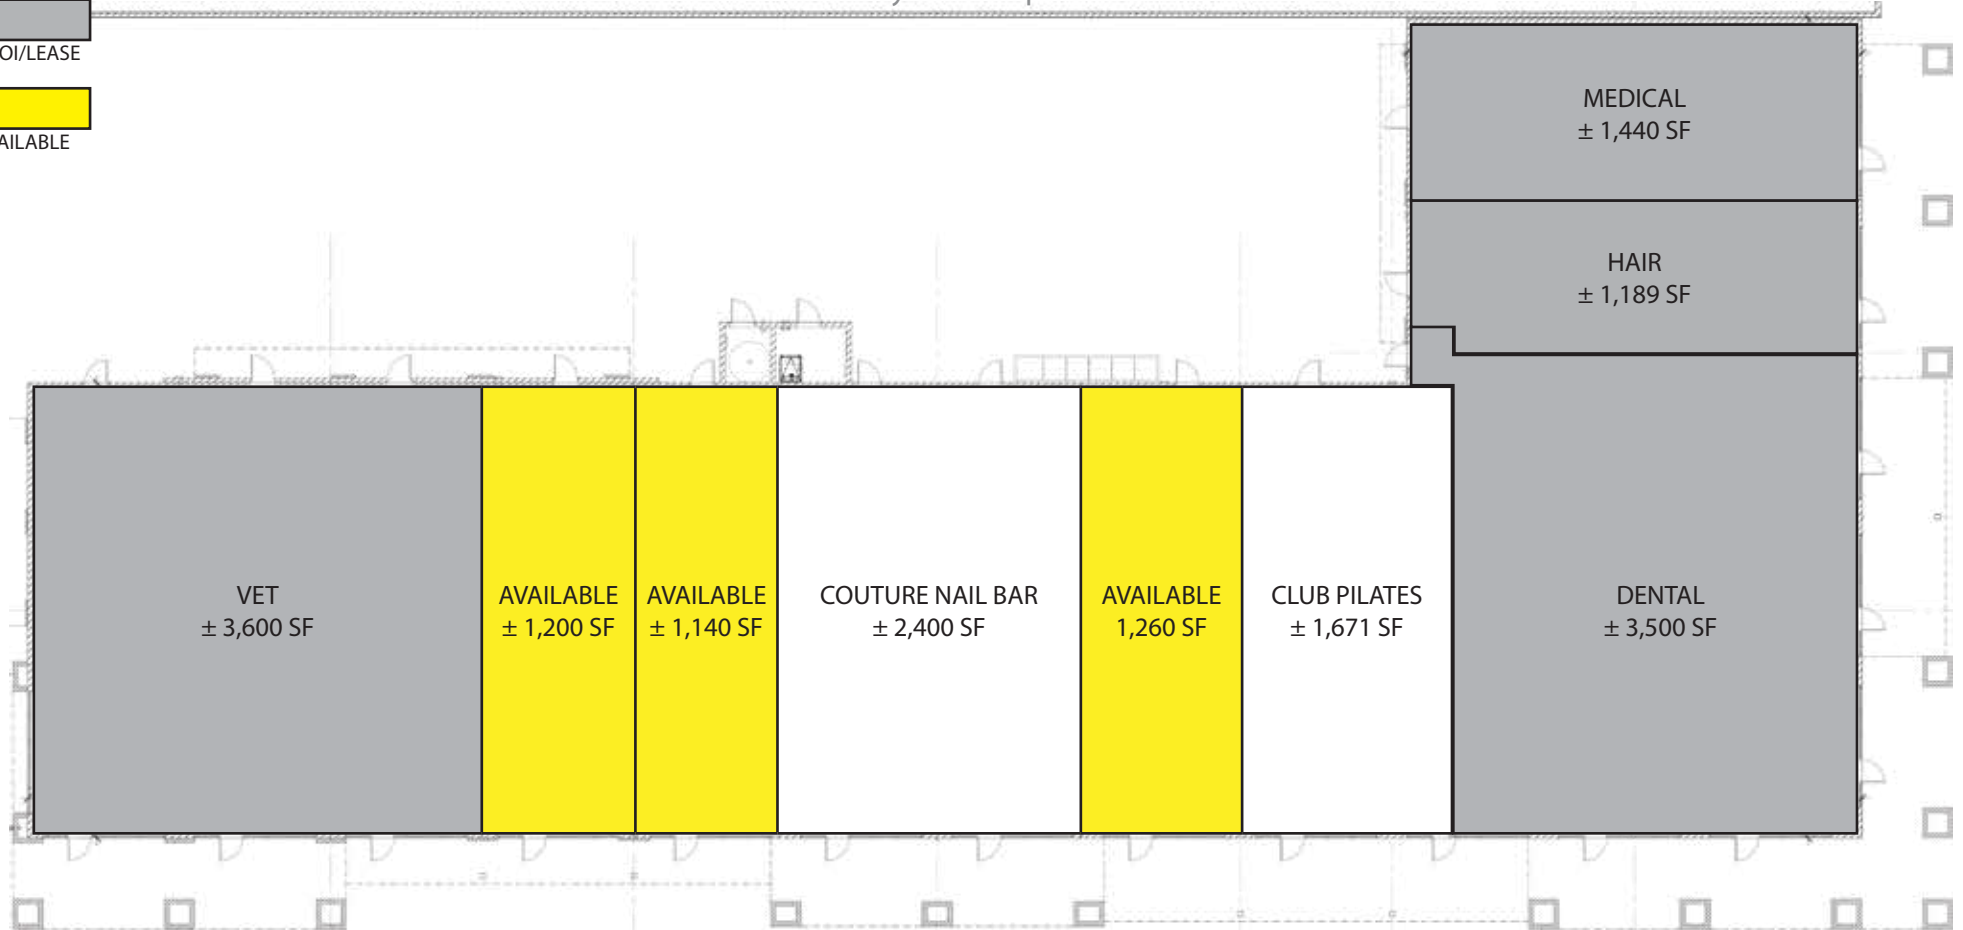 OI/LEASE
AILABLE
MEDICAL
± 1,440 SF
HAIR
± 1,189 SF
VET
± 3,600 SF
AVAILABLE
± 1,200 SF
AVAILABLE
± 1,140 SF
COUTURE NAIL BAR
± 2,400 SF
AVAILABLE
1,260 SF
CLUB PILATES
± 1,671 SF
DENTAL
± 3,500 SF